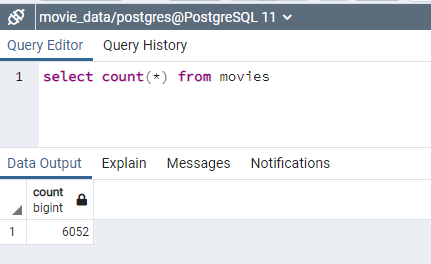 movie_data/postgres@PostgreSQL 11
Query Editor Query History
1 select count(*) from movies
Data Output Explain Messages Notifications
count
bigint
1 6052